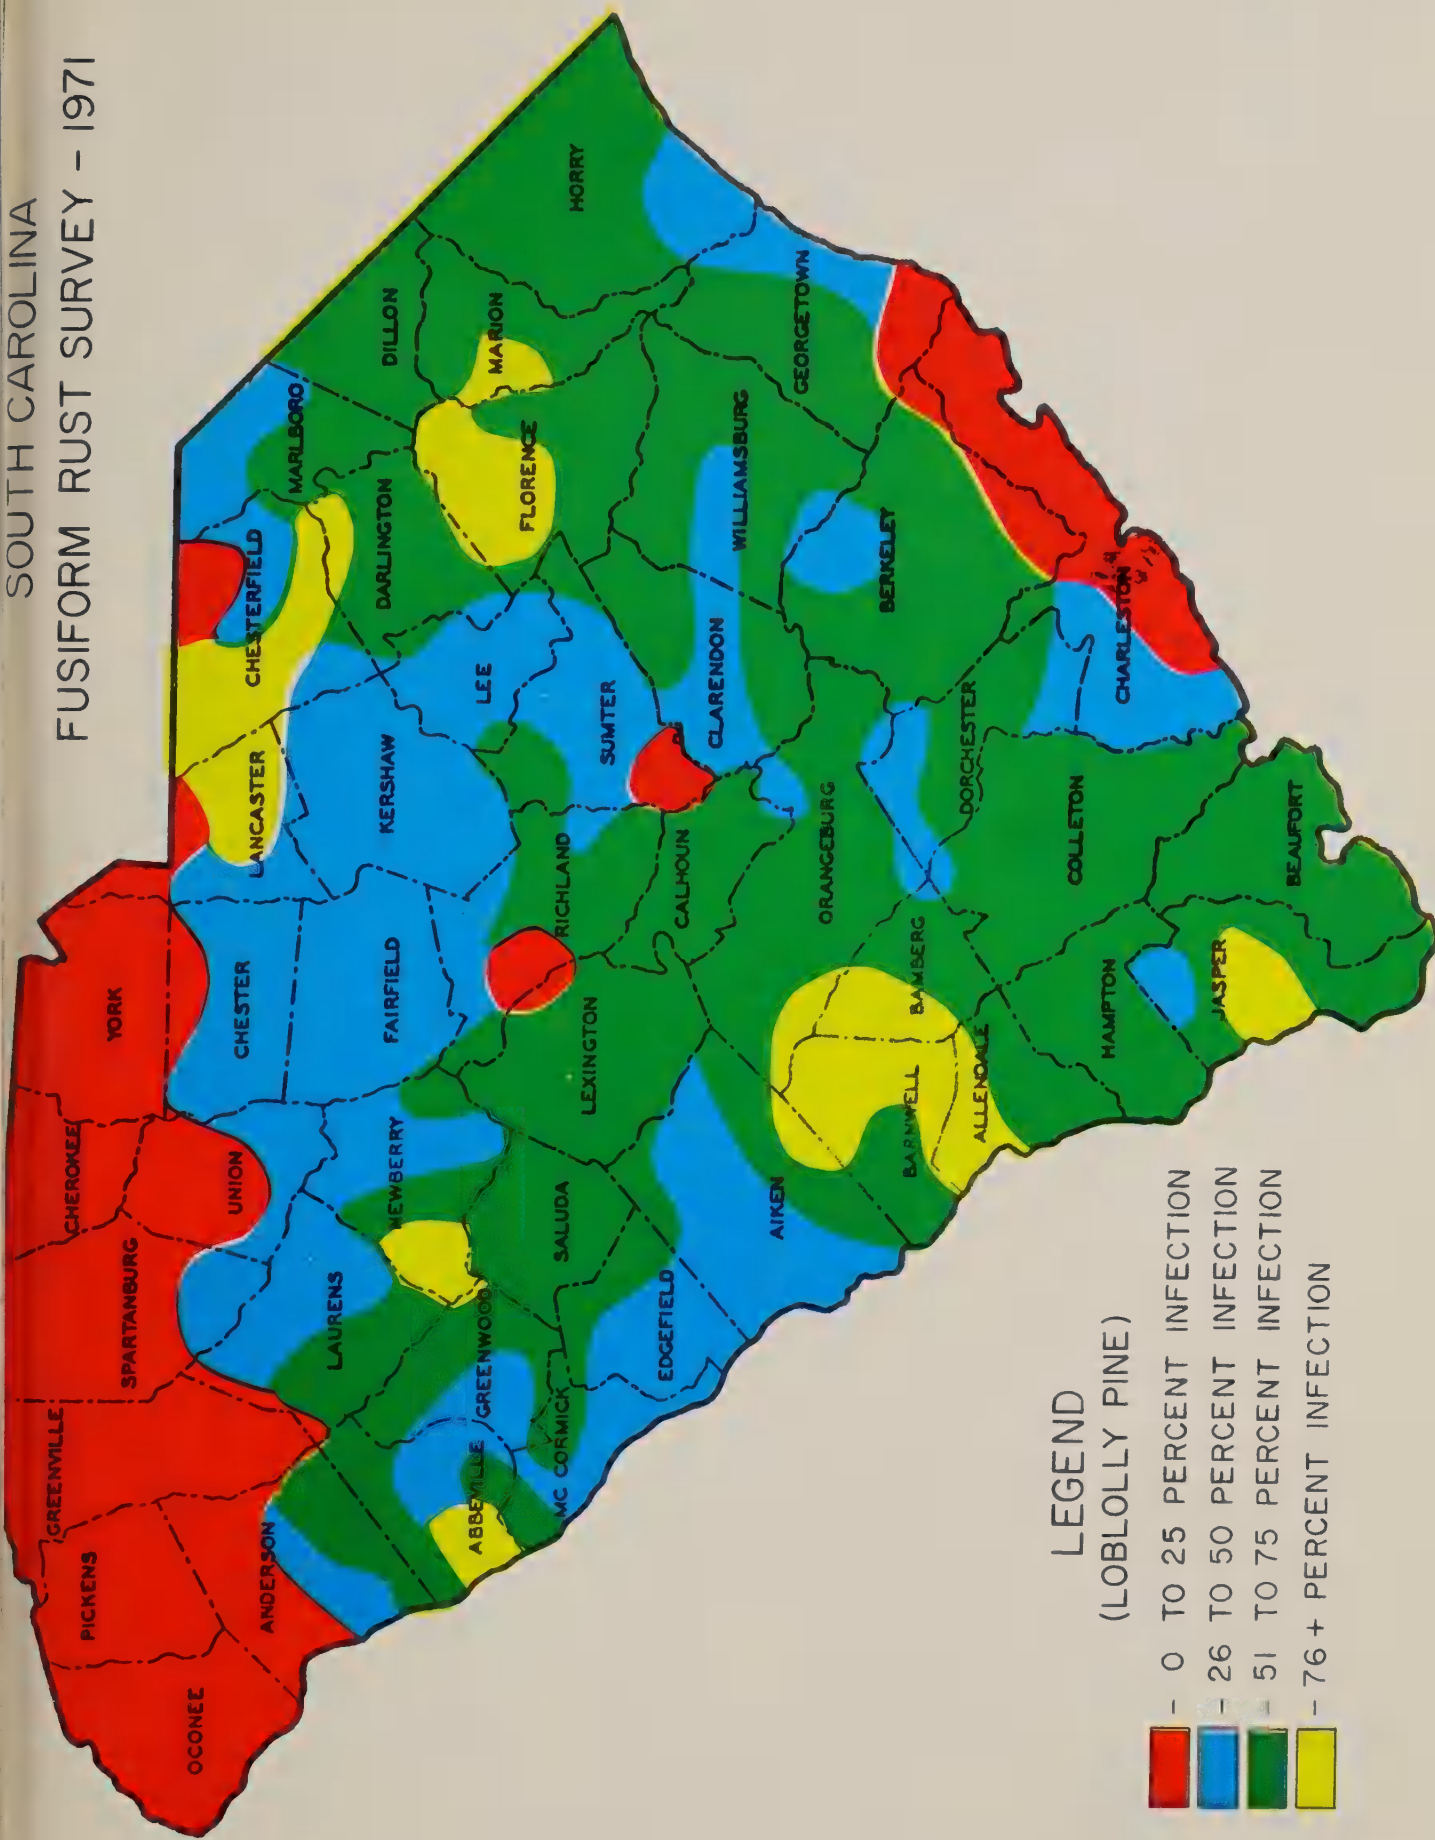 SOUTH CAROLINA
FUSIFORM RUST SURVEY - 1971
OCONEE
PICKENS
GREENVILLE
ANDERSON
SPARTANBURG
CHEROKEE
UNION
YORK
CHESTER
LANCASTER
CHESTERFIELD
MARLBORO
LAURENS
NEWBERRY
FAIRFIELD
KERSHAW
DARLINGTON
DILLON
ABBEVILLE
GREENWOOD
LEE
MARION
FLORENCE
MC CORMICK
SALUDA
LEXINGTON
RICHLAND
SUMTER
HORRY
EDGEFIELD
CALHOUN
CLARENDON
WILLIAMSBURG
AIKEN
ORANGEBURG
GEORGETOWN
BARNWELL
BAMBERG
BERKELEY
ALLENDALE
DORCHESTER
HAMPTON
COLLETON
CHARLESTON
JASPER
BEAUFORT
LEGEND
(LOBLOLLY PINE)
- 0 TO 25 PERCENT INFECTION
- 26 TO 50 PERCENT INFECTION
- 51 TO 75 PERCENT INFECTION
- 76 + PERCENT INFECTION